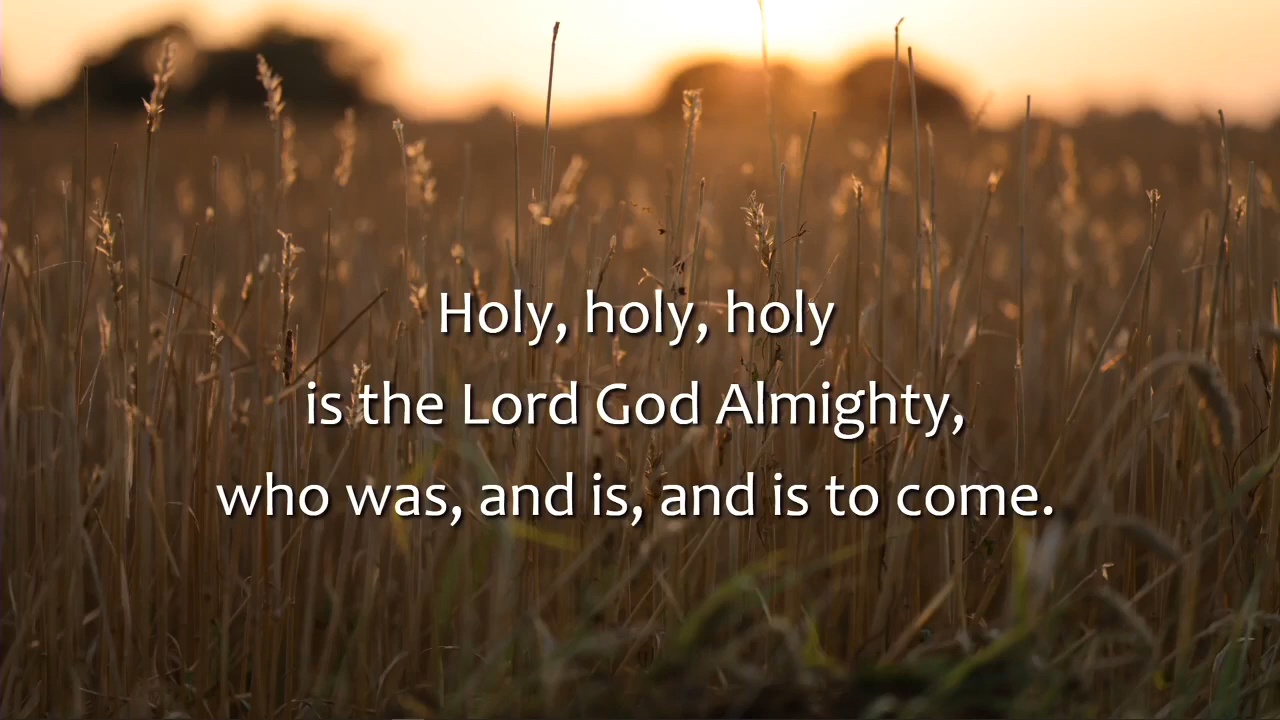 Holy, holy, holy
is the Lord God Almighty,
who was, and is, and is to come.